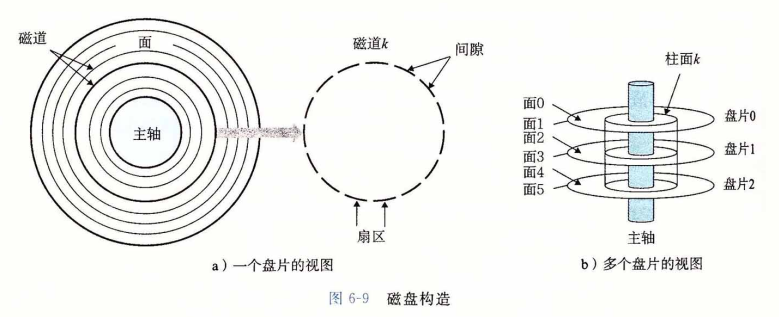 磁道
面
主轴
磁道k
间隙
扇区
a）一个盘片的视图
柱面k
面0
面1
面2
面3
面4
面5
盘片0
盘片1
盘片2
主轴
b）多个盘片的视图
图 6-9 磁盘构造